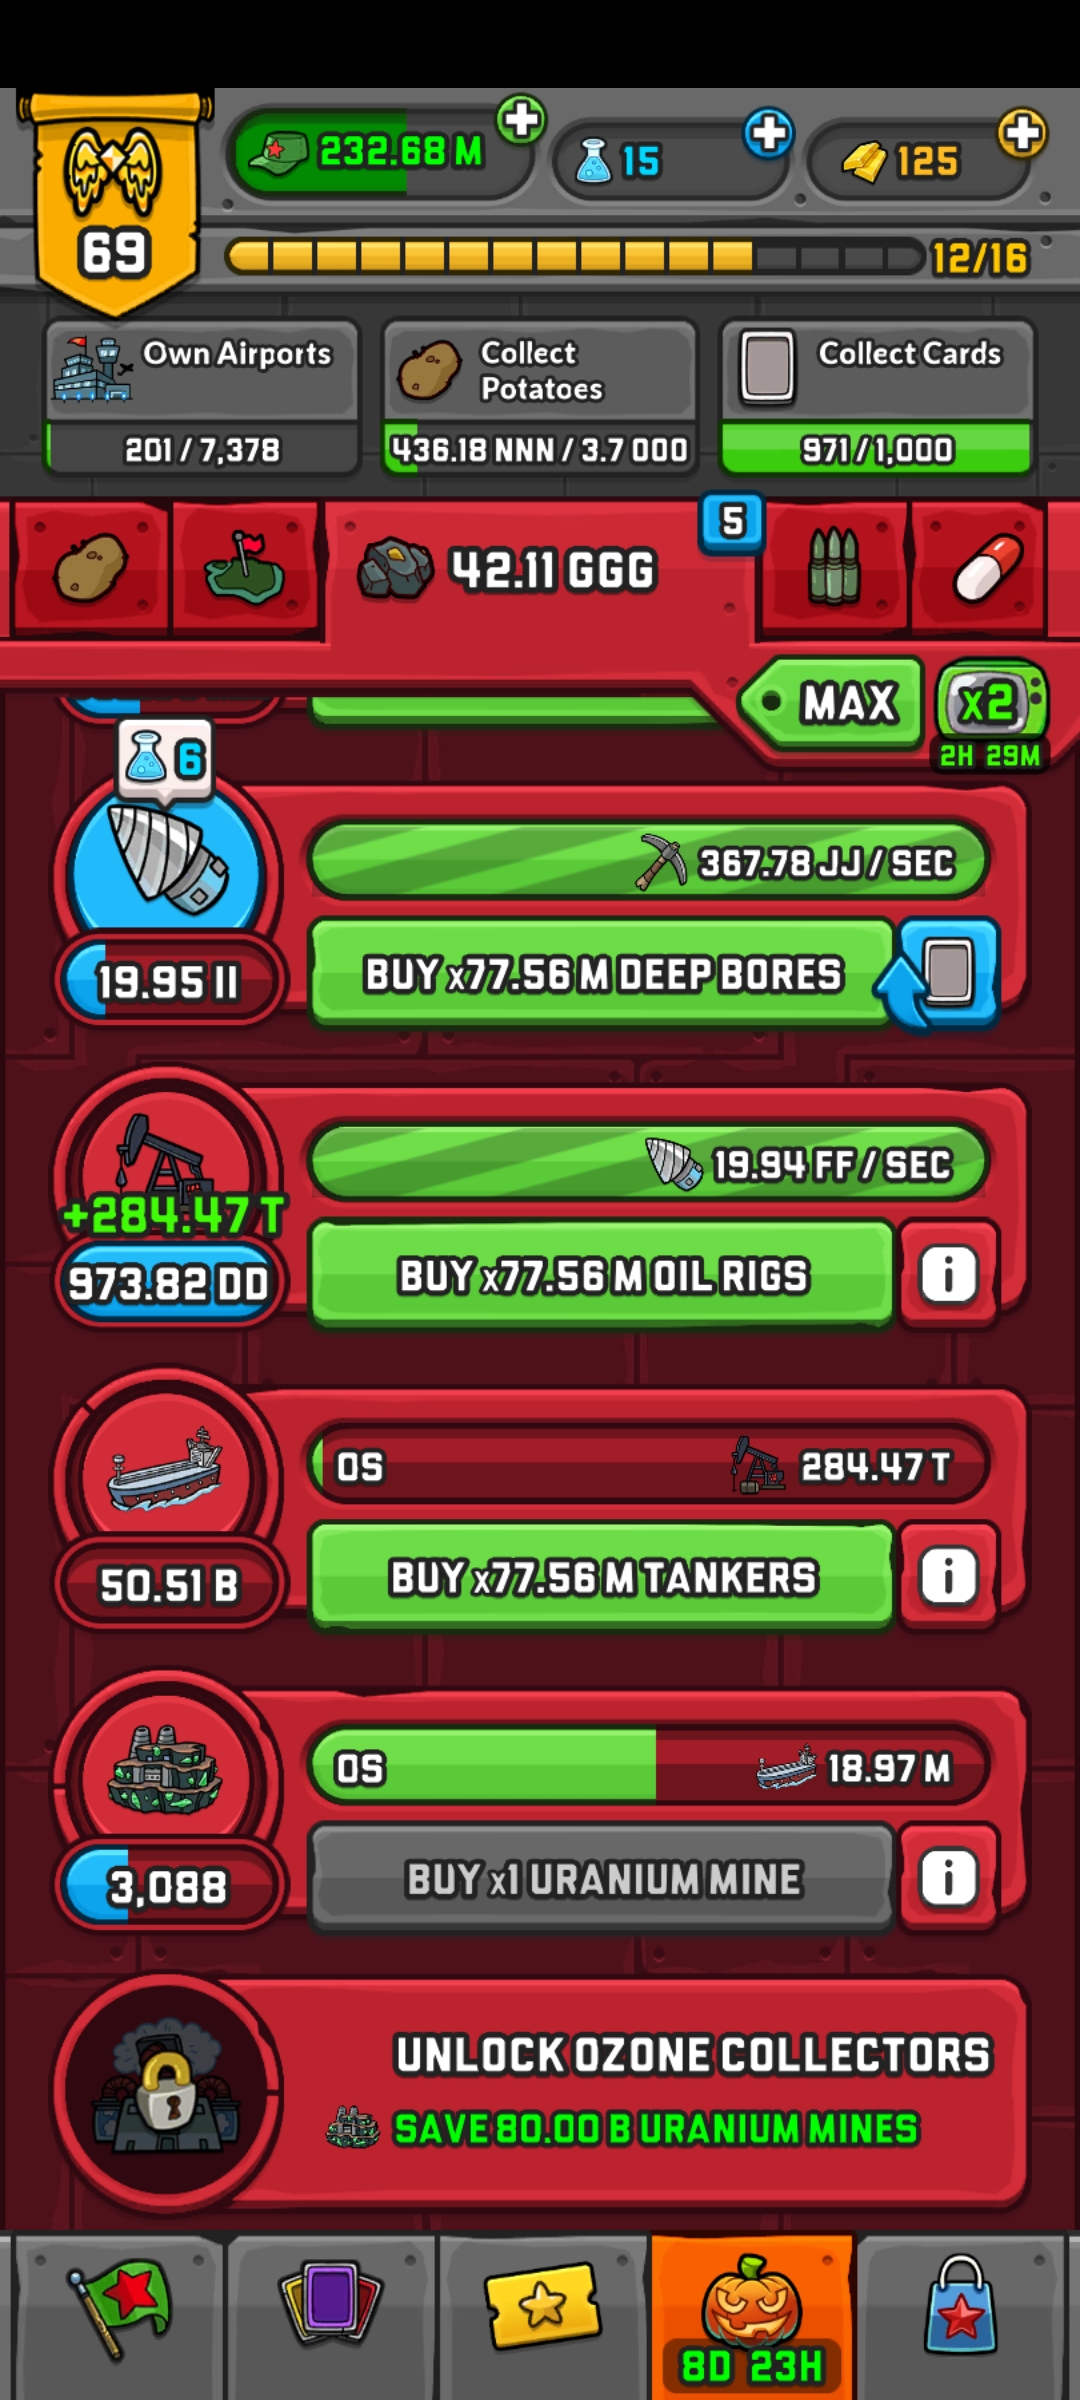 69
232.68 M
15
125
12/16
Own Airports
201 / 7,378
Collect
Potatoes
436.18 NNN / 3.7 OOO
Collect Cards
971 / 1,000
42.11 GGG
5
MAX
x2
2H 29M
6
367.78 JJ / SEC
19.95 II
BUY x77.56 M DEEP BORES
19.94 FF / SEC
+284.47 T
973.82 DD
BUY x77.56 M OIL RIGS
i
0S
284.47 T
50.51 B
BUY x77.56 M TANKERS
i
0S
18.97 M
3,088
BUY x1 URANIUM MINE
i
UNLOCK OZONE COLLECTORS
SAVE 80.00 B URANIUM MINES
8D 23H